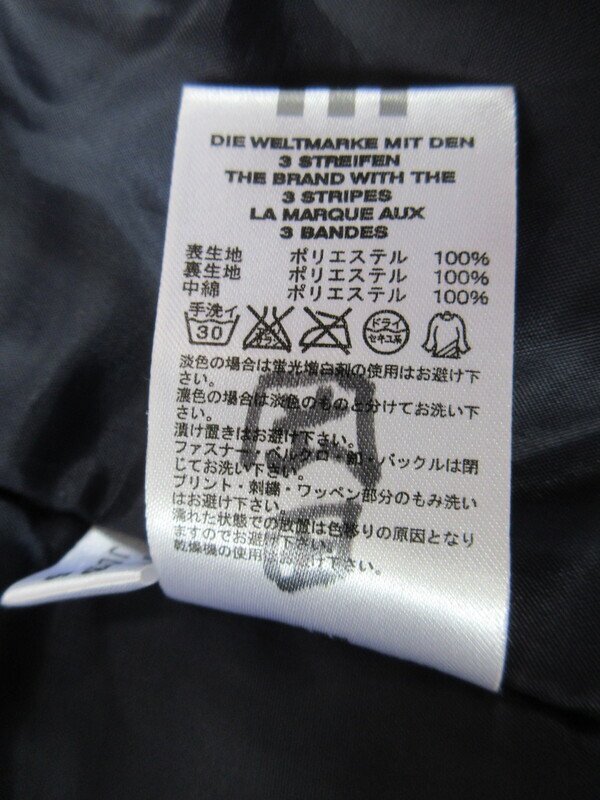 DIE WELTMARKE MIT DEN
3 STREIFEN
THE BRAND WITH THE
3 STRIPES
LA MARQUE AUX
3 BANDES
表生地 ポリエステル 100%
裏生地 ポリエステル 100%
中綿 ポリエステル 100%
手洗イ
30
ドライ
セキユ系
淡色の場合は蛍光増白剤の使用はお避け下
さい。
濃色の場合は淡色のものと分けてお洗い下
さい。
漬け置きはお避け下さい。
ファスナー・ベルクロ・釦・バックルは閉
じてお洗い下さい。
プリント・刺繍・ワッペン部分のもみ洗い
はお避け下さい。
濡れた状態での放置は色移りの原因となり
ますのでお避け下さい。
乾燥機の使用はお避け下さい。